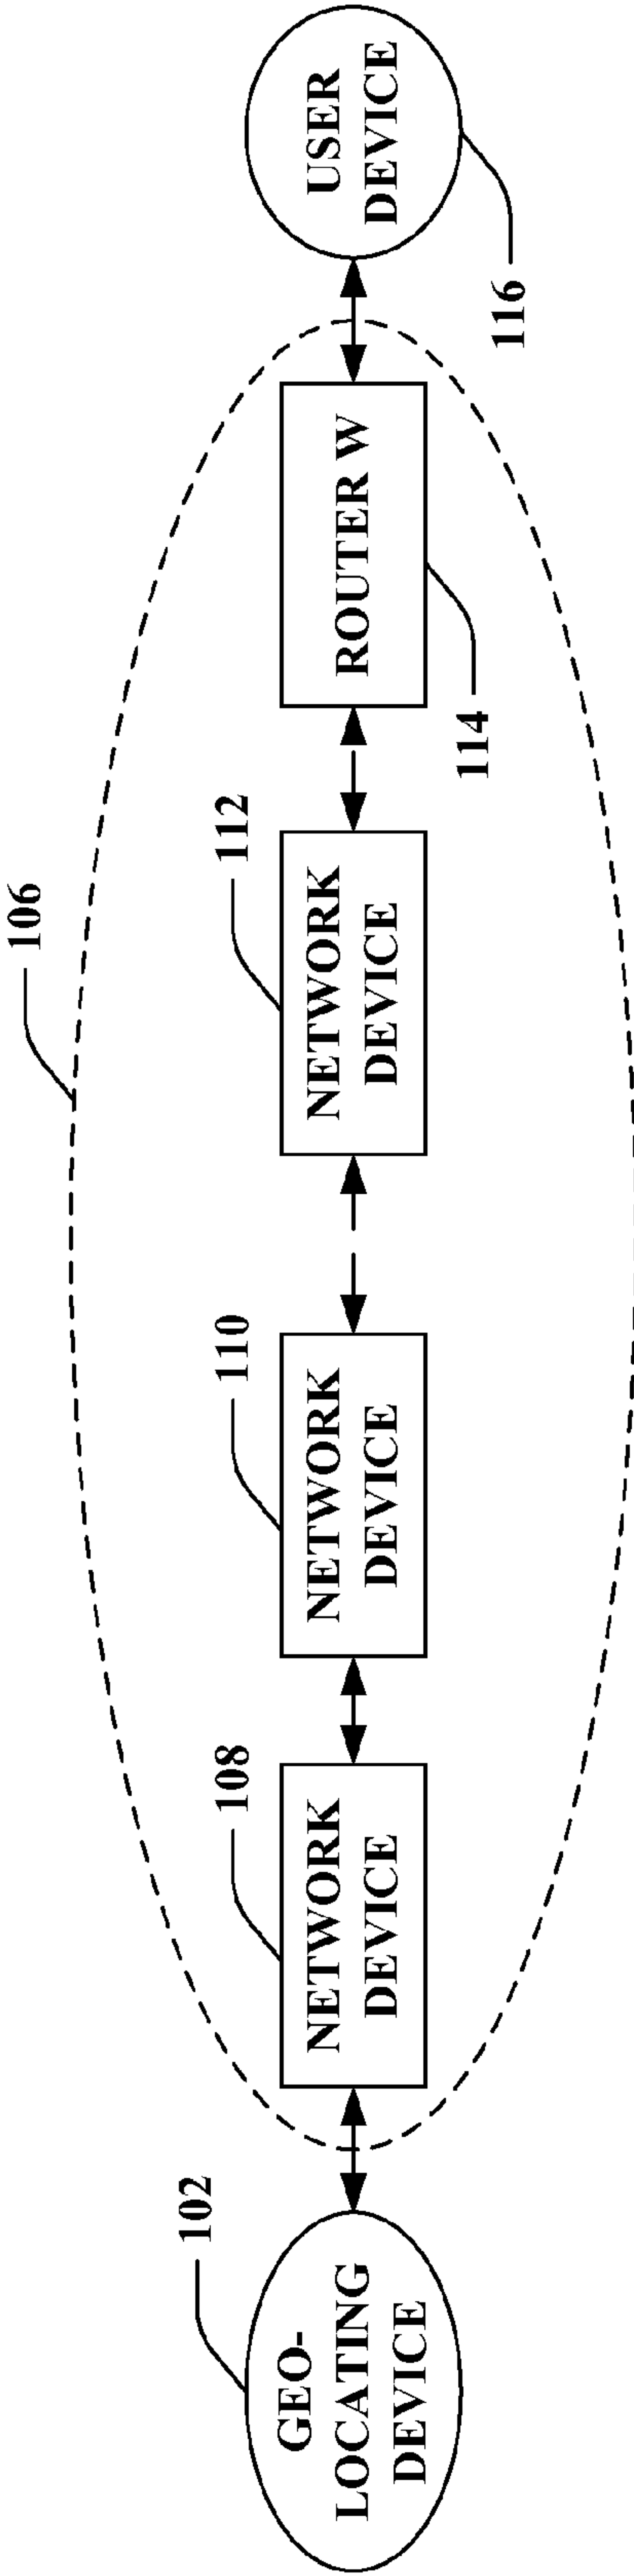 106
102
GEO-
LOCATING
DEVICE
108
NETWORK
DEVICE
110
NETWORK
DEVICE
112
NETWORK
DEVICE
114
ROUTER W
116
USER
DEVICE